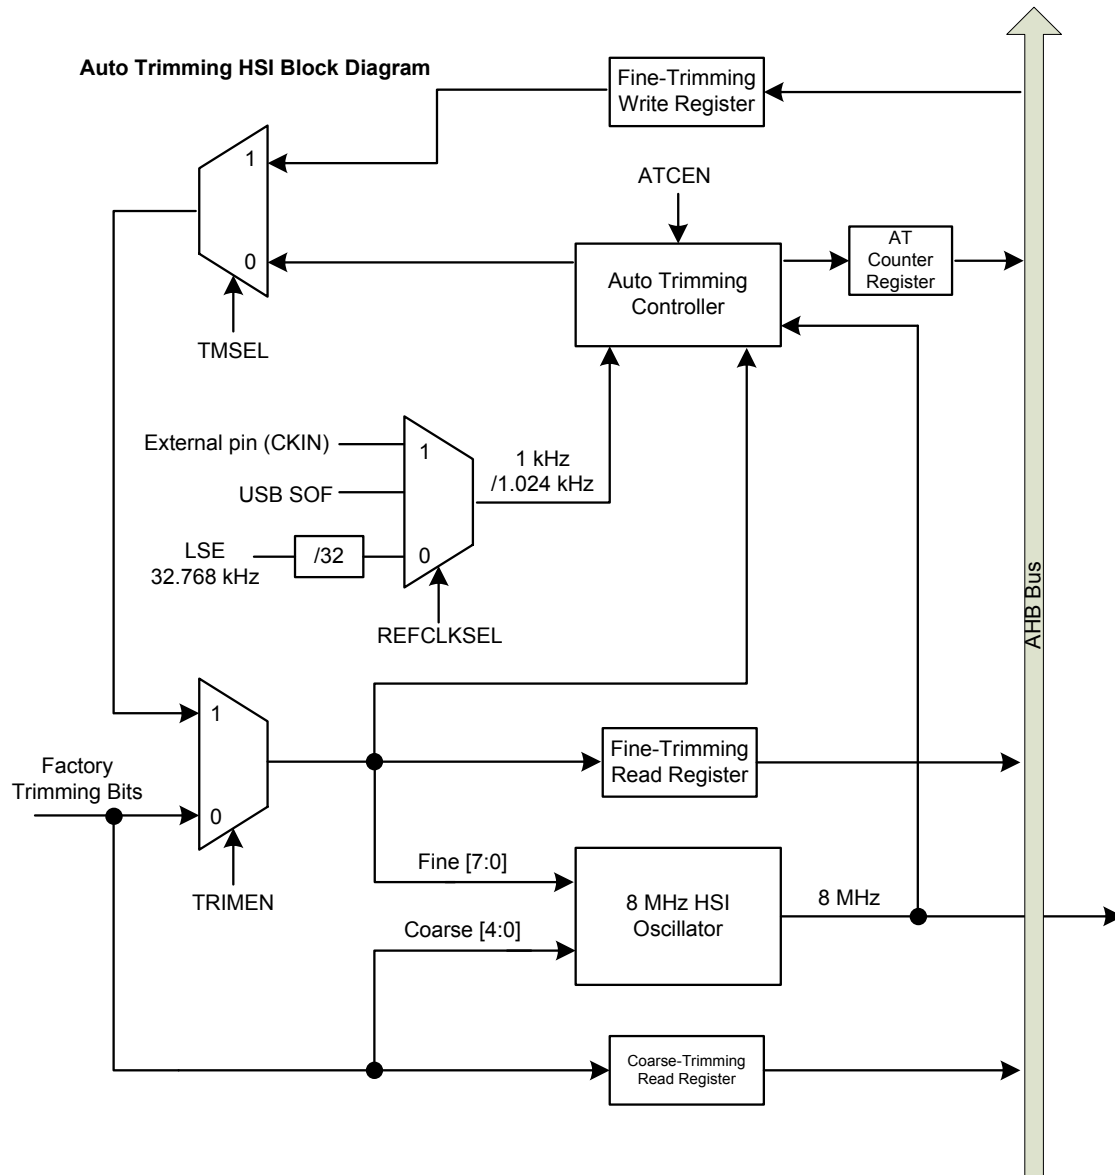 Auto Trimming HSI Block Diagram
Fine-Trimming
Write Register
1
ATCEN
0
Auto Trimming
Controller
AT
Counter
Register
TMSEL
External pin (CKIN)
1
1 kHz
/1.024 kHz
USB SOF
LSE
32.768 kHz
/32
0
REFCLKSEL
AHB Bus
1
Factory
Trimming Bits
Fine-Trimming
Read Register
0
TRIMEN
Fine [7:0]
Coarse [4:0]
8 MHz HSI
Oscillator
8 MHz
Coarse-Trimming
Read Register